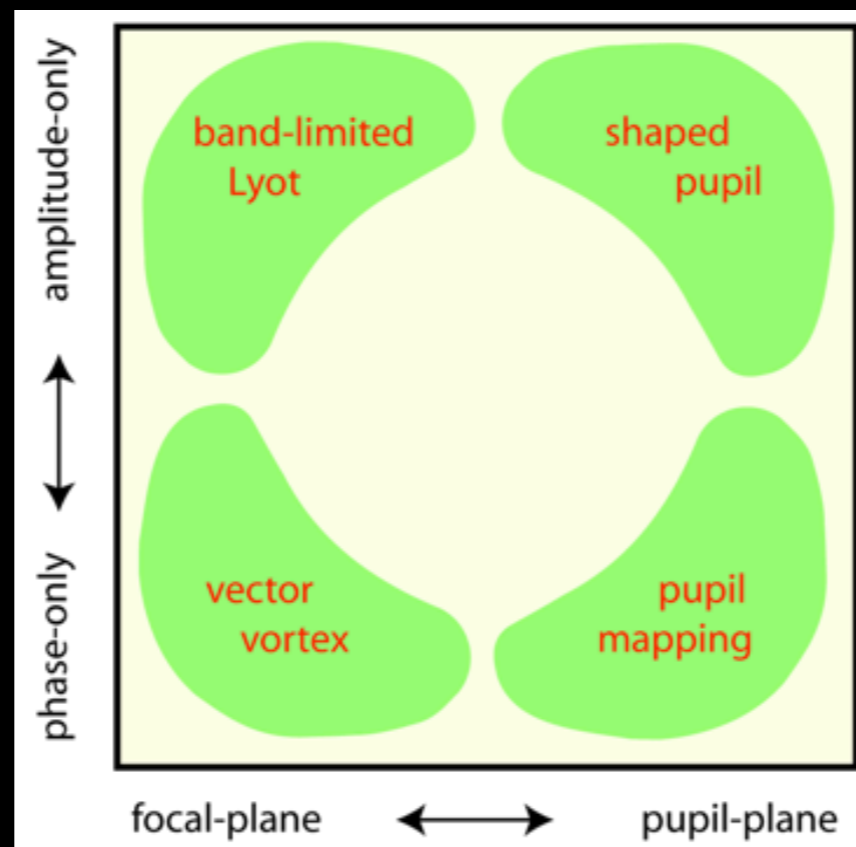 amplitude-only
phase-only
band-limited
Lyot
shaped
pupil
vector
vortex
pupil
mapping
focal-plane
pupil-plane